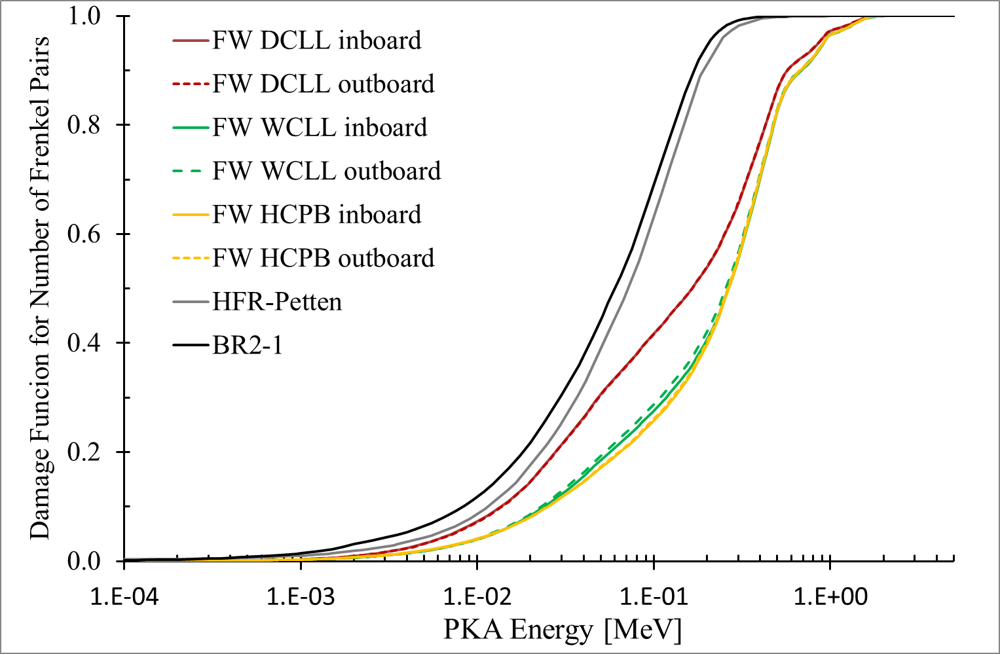 Damage Funcion for Number of Frenkel Pairs
1.0
0.8
0.6
0.4
0.2
0.0
FW DCLL inboard
FW DCLL outboard
FW WCLL inboard
FW WCLL outboard
FW HCPB inboard
FW HCPB outboard
HFR-Petten
BR2-1
1.E-04 1.E-03 1.E-02 1.E-01 1.E+00
PKA Energy [MeV]